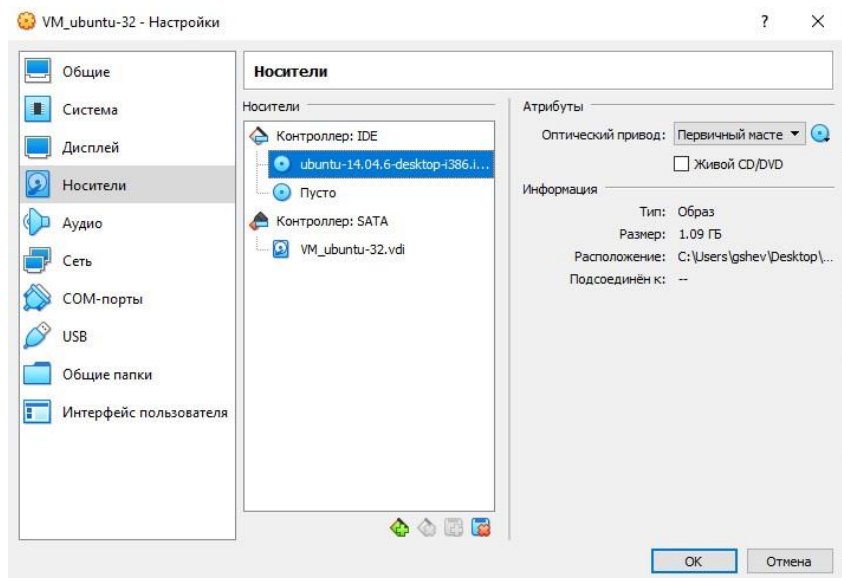 VM_ubuntu-32 - Настройки
?
Общие
Система
Дисплей
Носители
Аудио
Сеть
COM-порты
USB
Общие папки
Интерфейс пользователя
Носители
Носители
Контроллер: IDE
ubuntu-14.04.6-desktop-i386.i...
Пусто
Контроллер: SATA
VM_ubuntu-32.vdi
Атрибуты
Оптический привод: Первичный масте
Живой CD/DVD
Информация
Тип: Образ
Размер: 1.09 ГБ
Расположение: C:\Users\gshev\Desktop\...
Подсоединён к: --
OK Отмена